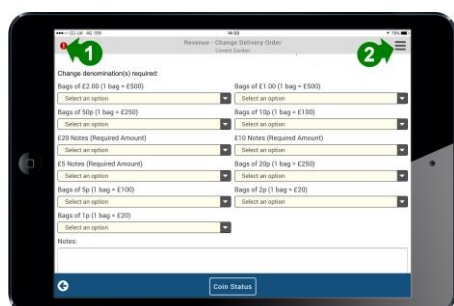 14:33
Revenue - Change Delivery Order
Covent Garden
1
2
Change denomination(s) required:
Bags of £2.00 (1 bag = £500)
Bags of £1.00 (1 bag = £500)
Select an option
Select an option
Bags of 50p (1 bag = £250)
Bags of 10p (1 bag = £100)
Select an option
Select an option
£20 Notes (Required Amount)
£10 Notes (Required Amount)
Select an option
Select an option
£5 Notes (Required Amount)
Bags of 20p (1 bag = £250)
Select an option
Select an option
Bags of 5p (1 bag = £100)
Bags of 2p (1 bag = £20)
Select an option
Select an option
Bags of 1p (1 bag = £20)
Select an option
Notes:
Coin Status